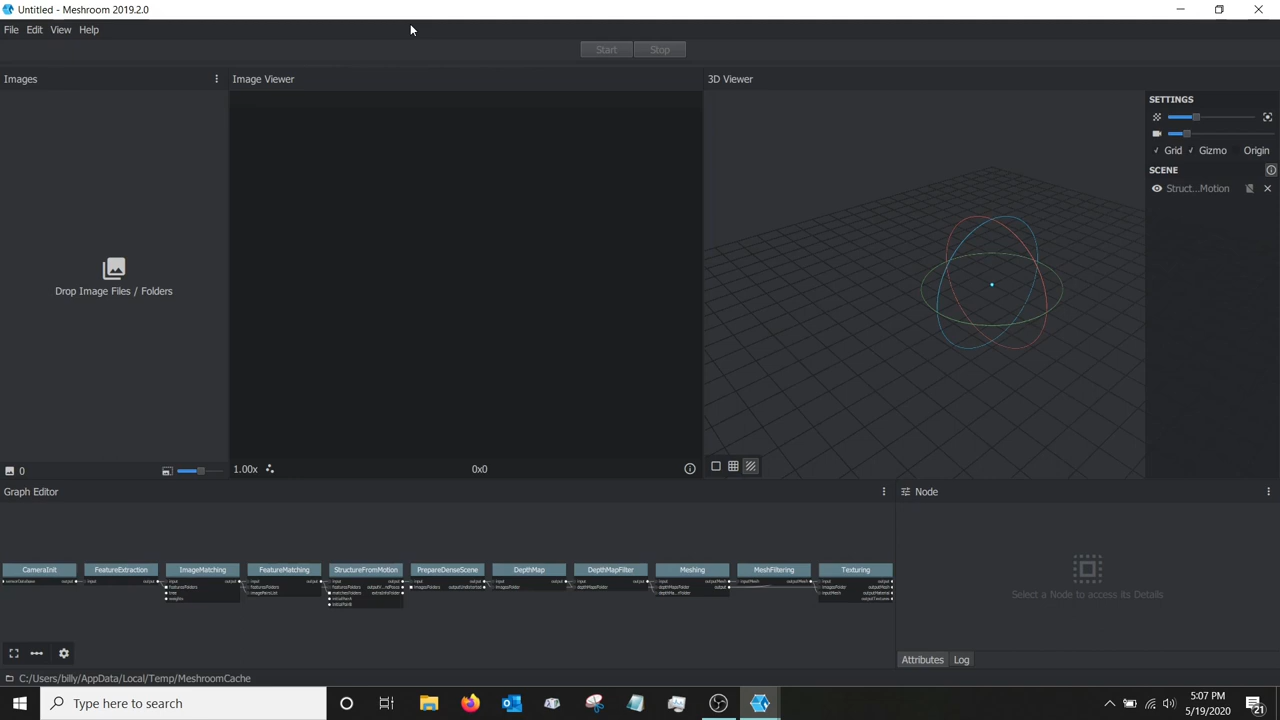 Untitled - Meshroom 2019.2.0
File Edit View Help
Start Stop
Images
Image Viewer
3D Viewer
SETTINGS
Grid Gizmo Origin
SCENE
Struct...Motion
Drop Image Files / Folders
0
1.00x
0x0
Graph Editor
Node
CameraInit FeatureExtraction ImageMatching FeatureMatching StructureFromMotion PrepareDenseScene DepthMap DepthMapFilter Meshing MeshFiltering Texturing
Select a Node to access its Details
Attributes Log
C:/Users/billy/AppData/Local/Temp/MeshroomCache
Type here to search
5:07 PM
5/19/2020
21